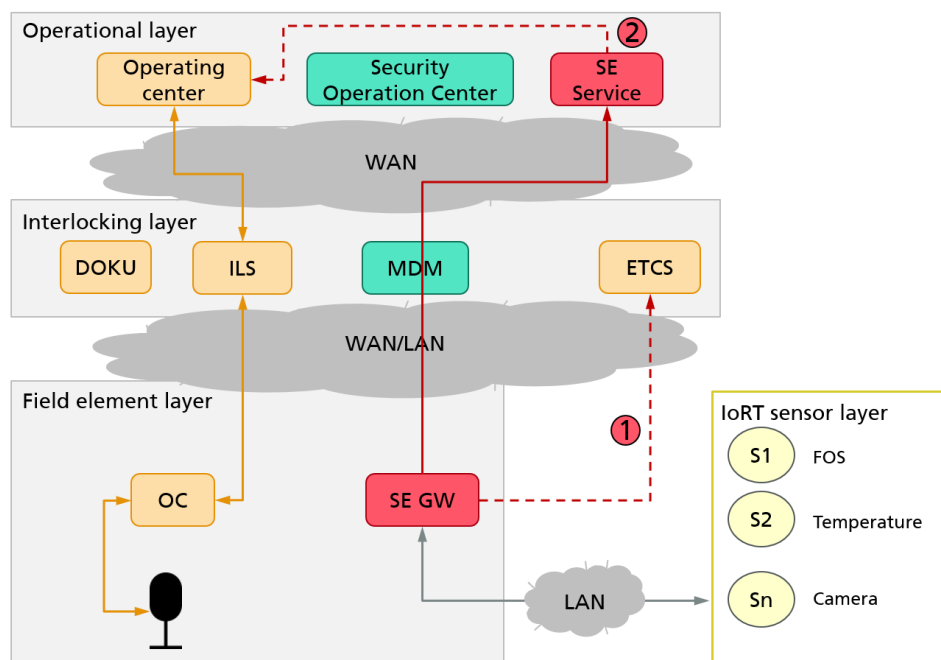 Operational layer
2
Operating
center
Security
Operation Center
SE
Service
WAN
Interlocking layer
DOKU
ILS
MDM
ETCS
WAN/LAN
Field element layer
IoRT sensor layer
1
S1
FOS
OC
SE GW
S2
Temperature
LAN
Sn
Camera